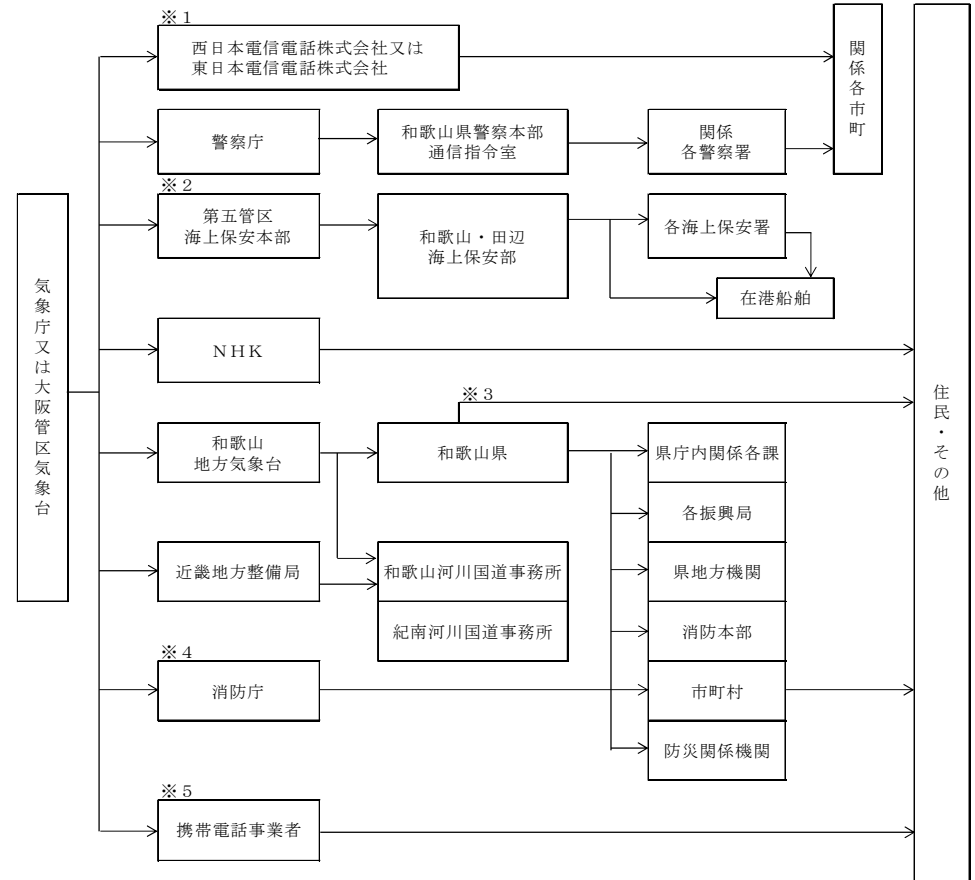 ※1
西日本電信電話株式会社又は
東日本電信電話株式会社
関係各市町
警察庁
和歌山県警察本部
通信指令室
関係
各警察署
※2
第五管区
海上保安本部
和歌山・田辺
海上保安部
各海上保安署
在港船舶
気象庁又は大阪管区気象台
NHK
住民・その他
※3
和歌山
地方気象台
和歌山県
県庁内関係各課
各振興局
近畿地方整備局
和歌山河川国道事務所
県地方機関
紀南河川国道事務所
消防本部
※4
消防庁
市町村
防災関係機関
※5
携帯電話事業者